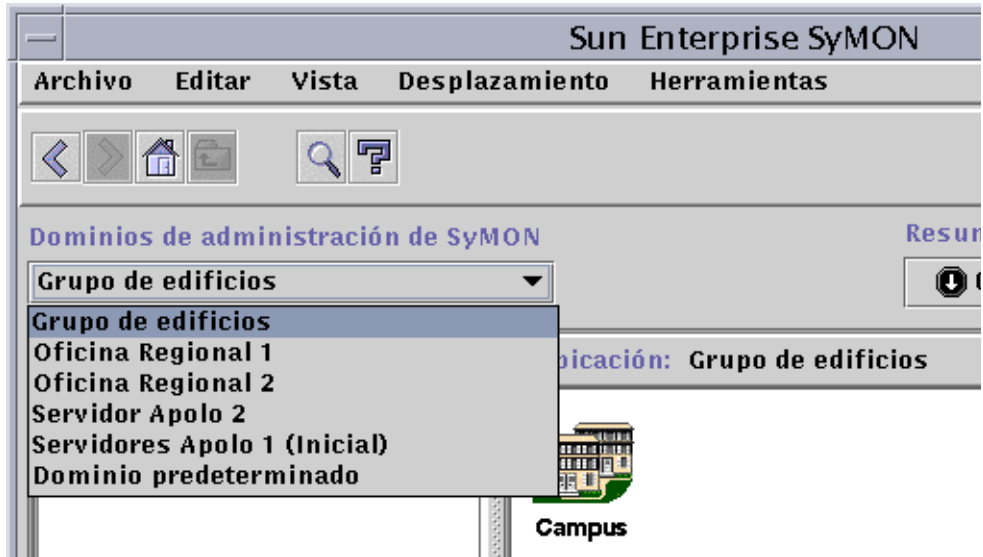 Sun Enterprise SyMON
Archivo Editar Vista Desplazamiento Herramientas
Dominios de administración de SyMON
Grupo de edificios
Grupo de edificios
Oficina Regional 1
Oficina Regional 2
Servidor Apolo 2
Servidores Apolo 1 (Inicial)
Dominio predeterminado
Grupo de edificios
Campus